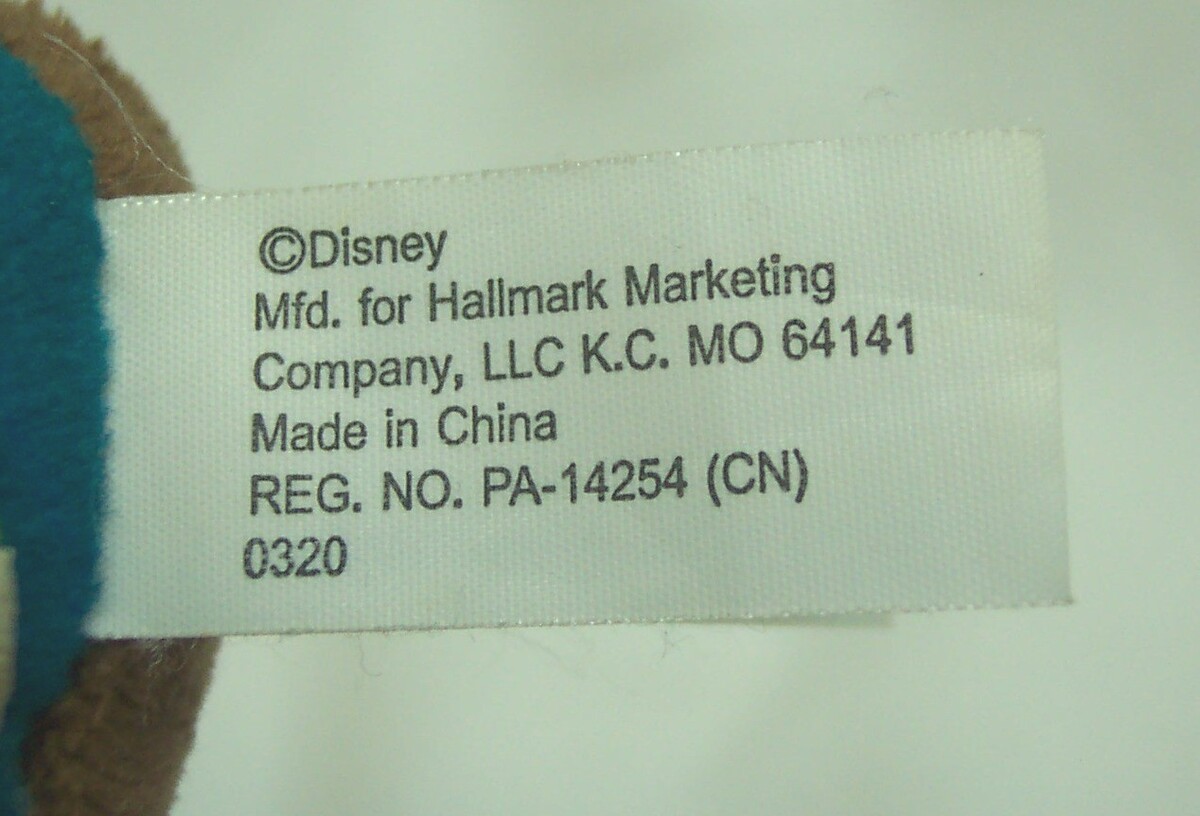 ©Disney
Mfd. for Hallmark Marketing
Company, LLC K.C. MO 64141
Made in China
REG. NO. PA-14254 (CN)
0320